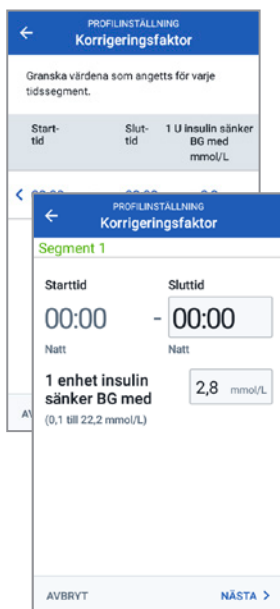 PROFILINSTÄLLNING
Korrigeringsfaktor
Granska värdena som angetts för varje
tidssegment.
Start- Slut- 1 U insulin sänker
tid tid BG med
mmol/L
PROFILINSTÄLLNING
Korrigeringsfaktor
Segment 1
Starttid Sluttid
00:00 - 00:00
Natt Natt
1 enhet insulin
sänker BG med 2,8 mmol/L
(0,1 till 22,2 mmol/L)
AVBRYT NÄSTA